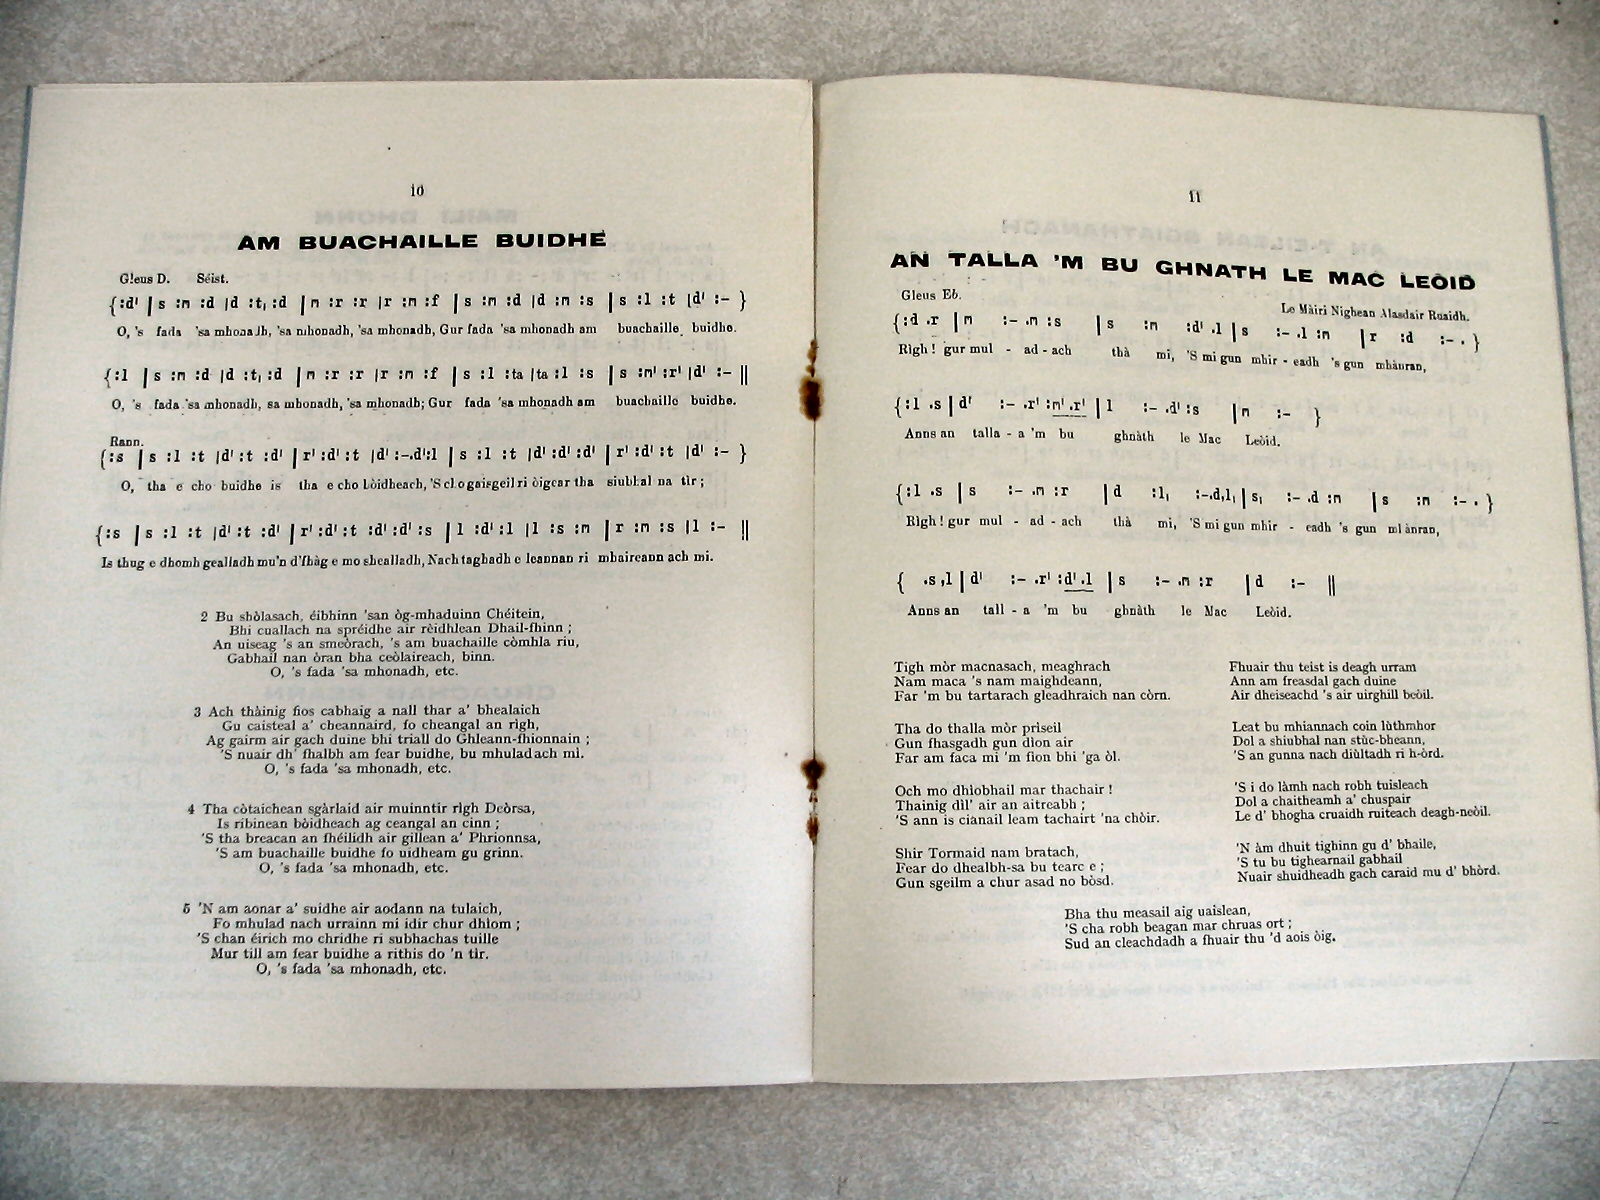 10
AM BUACHAILLE BUIDHE
Gleus D. Séist.
{:d' | s :m :d |d :t, :d | m :r :r |r :m :f | s :m :d |d :m :s | s :l :t |d' :– }
O, 's fada 'sa mhonadh, 'sa mhonadh, 'sa mhonadh, Gur fada 'sa mhonadh am buachaille buidhe.
{:l | s :m :d |d :t, :d | m :r :r |r :m :f | s :l :ta |ta :l :s | s :m' :r' |d' :– ||
O, 's fada 'sa mhonadh, sa mhonadh, 'sa mhonadh; Gur fada 'sa mhonadh am buachaille buidhe.
Rann.
{:s | s :l :t |d' :t :d' | r' :d' :t |d' :–.d':l | s :l :t |d' :d' :d' | r' :d' :t |d' :– }
O, tha e cho buidhe is tha e cho bòidheach, 'S cho gaisgeil ri òigear tha siubhal na tìr;
{:s | s :l :t |d' :t :d' | r' :d' :t :d' :d' :s | l :d' :l |l :s :m | r :m :s |l :– ||
Is thug e dhomh gealladh mu'n d'fhàg e mo shealladh, Nach taghadh e leannan ri mhaireann ach mi.
2 Bu shòlasach, éibhinn 'san òg-mhaduinn Chéitein,
Bhi cuallach na spréidhe air rèidhlean Dhail-fhinn ;
An uiseag 's an smeòrach, 's am buachaille còmhla riu,
Gabhail nan òran bha ceòlaireach, binn.
O, 's fada 'sa mhonadh, etc.
3 Ach thàinig fios cabhaig a nall thar a' bhealaich
Gu caisteal a' cheannaird, fo cheangal an rìgh,
Ag gairm air gach duine bhi triall do Ghleann-fhionnain ;
'S nuair dh' fhalbh am fear buidhe, bu mhulad ach mì.
O, 's fada 'sa mhonadh, etc.
4 Tha còtaichean sgàrlaid air muinntir rìgh Deòrsa,
Is ribinean bòidheach ag ceangal an cinn ;
'S tha breacan an fhéilidh air gillean a' Phrionnsa,
'S am buachaille buidhe fo uidheam gu grinn.
O, 's fada 'sa mhonadh, etc.
5 'N am aonar a' suidhe air aodann na tulaich,
Fo mhulad nach urrainn mi idir chur dhìom ;
'S chan éirich mo chridhe ri subhachas tuille
Mur till am fear buidhe a rithis do 'n tìr.
O, 's fada 'sa mhonadh, etc.
11
AN TALLA 'M BU GHNATH LE MAC LEÒID
Gleus Eb.
Le Màiri Nighean Alasdair Ruaidh.
{:d .r | m :– .m :s | s :m :d' .l | s :– .l :m | r :d :– . }
Rìgh ! gur mul - ad - ach thà mi, 'S mi gun mhir - eadh 's gun mhànran,
{:l .s | d' :– .r' :m' .r' | l :– .d' :s | m :– }
Anns an talla - a 'm bu ghnàth le Mac Leòid.
{:l .s | s :– .m :r | d :l, :–.d,l, | s, :– .d :m | s :m :– . }
Rìgh ! gur mul - ad - ach thà mi, 'S mi gun mhir - eadh 's gun mhànran,
{ .s ,l | d' :– .r' :d' .l | s :– .m :r | d :– ||
Anns an tall - a 'm bu ghnàth le Mac Leòid.
Tigh mòr macnasach, meaghrach
Nam maca 's nam maighdeann,
Far 'm bu tartarach gleadhraich nan còrn.
Tha do thalla mòr prìseil
Gun fhasgadh gun dìon air
Far am faca mi 'm fìon bhi 'ga òl.
Och mo dhìobhail mar thachair !
Thainig dìl' air an aitreabh ;
'S ann is cianail leam tachairt 'na chòir.
Shir Tormaid nam bratach,
Fear do dhealbh-sa bu tearc e ;
Gun sgeilm a chur asad no bòsd.
Fhuair thu teist is deagh urram
Ann am freasdal gach duine
Air dheiseachd 's air uirghill beòil.
Leat bu mhiannach coin lùthmhor
Dol a shiubhal nan stùc-bheann,
'S an gunna nach diùltadh ri h-òrd.
'S i do làmh nach robh tuisleach
Dol a chaitheamh a' chuspair
Le d' bhogha cruaidh ruiteach deagh-neòil.
'N àm dhuit tighinn gu d' bhaile,
'S tu bu tighearnail gabhail
Nuair shuidheadh gach caraid mu d' bhòrd.
Bha thu measail aig uaislean,
'S cha robh beagan mar chruas ort ;
Sud an cleachdadh a fhuair thu 'd aois òig.